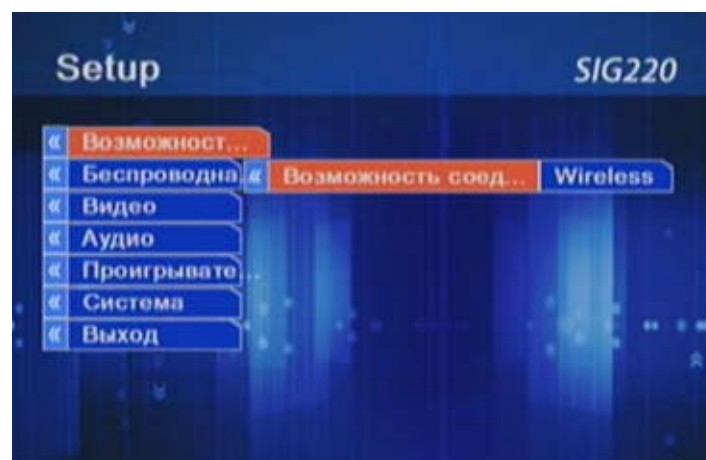 Setup
SIG220
Возможност...
Беспроводна
Возможность соед...
Wireless
Видео
Аудио
Проигрывате...
Система
Выход